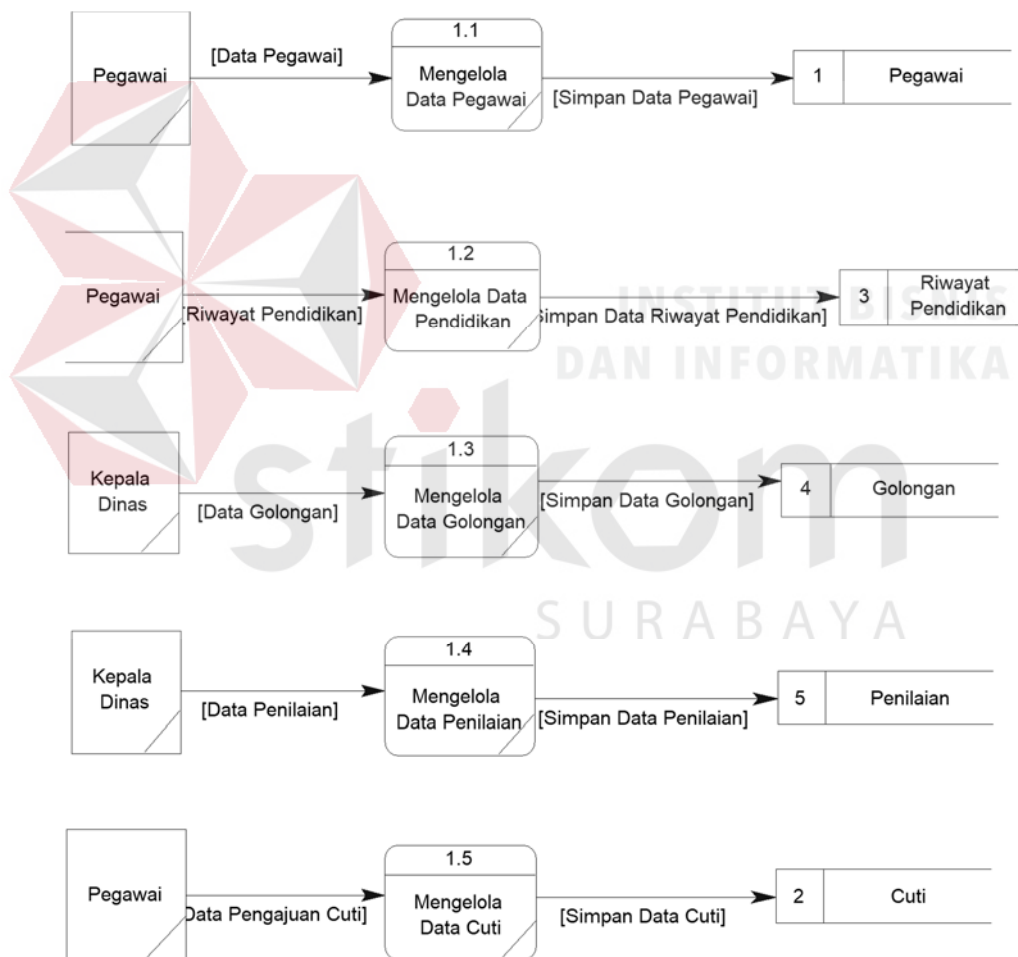 1.1
Pegawai
[Data Pegawai]
Mengelola
Data Pegawai
[Simpan Data Pegawai]
1
Pegawai
1.2
Pegawai
[Riwayat Pendidikan]
Mengelola Data
Pendidikan
Simpan Data Riwayat Pendidikan]
3
Riwayat
Pendidikan
INSTITUT BISNIS
DAN INFORMATIKA
1.3
Kepala
Dinas
[Data Golongan]
Mengelola
Data Golongan
[Simpan Data Golongan]
4
Golongan
stikom
SURABAYA
1.4
Kepala
Dinas
[Data Penilaian]
Mengelola
Data Penilaian
[Simpan Data Penilaian]
5
Penilaian
1.5
Pegawai
Data Pengajuan Cuti]
Mengelola
Data Cuti
[Simpan Data Cuti]
2
Cuti